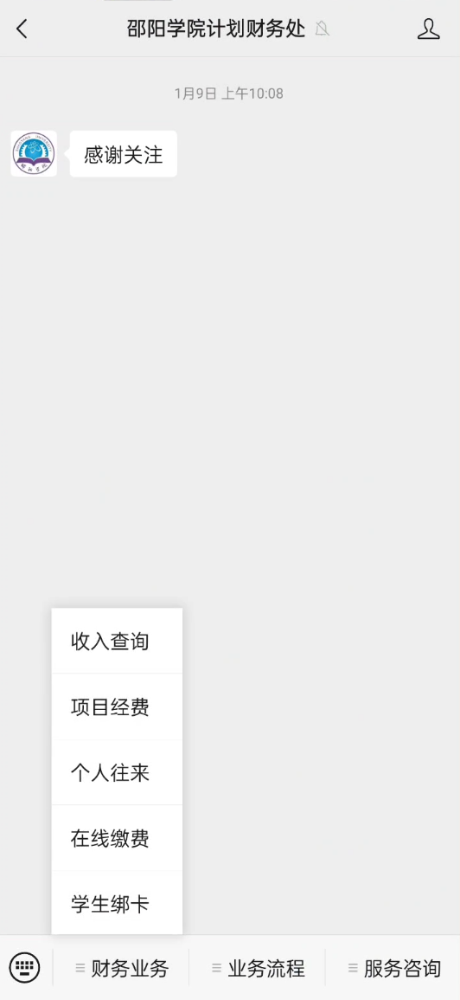 邵阳学院计划财务处
1月9日 上午10:08
感谢关注
收入查询
项目经费
个人往来
在线缴费
学生绑卡
财务业务
业务流程
服务咨询